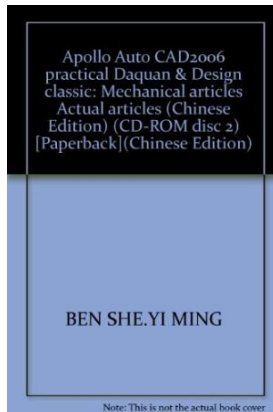 Apollo Auto CAD2006
practical Daquan & Design
classic: Mechanical articles
Actual articles (Chinese
Edition) (CD-ROM disc 2)
[Paperback](Chinese Edition)
BEN SHE.YI MING
Note: This is not the actual book cover